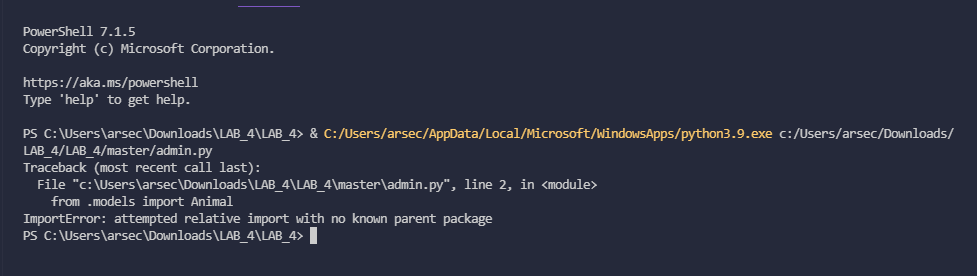 PowerShell 7.1.5
Copyright (c) Microsoft Corporation.
https://aka.ms/powershell
Type 'help' to get help.
PS C:\Users\arsec\Downloads\LAB_4\LAB_4> & C:/Users/arsec/AppData/Local/Microsoft/WindowsApps/python3.9.exe c:/Users/arsec/Downloads/
LAB_4/LAB_4/master/admin.py
Traceback (most recent call last):
  File "c:\Users\arsec\Downloads\LAB_4\LAB_4\master\admin.py", line 2, in <module>
    from .models import Animal
ImportError: attempted relative import with no known parent package
PS C:\Users\arsec\Downloads\LAB_4\LAB_4>